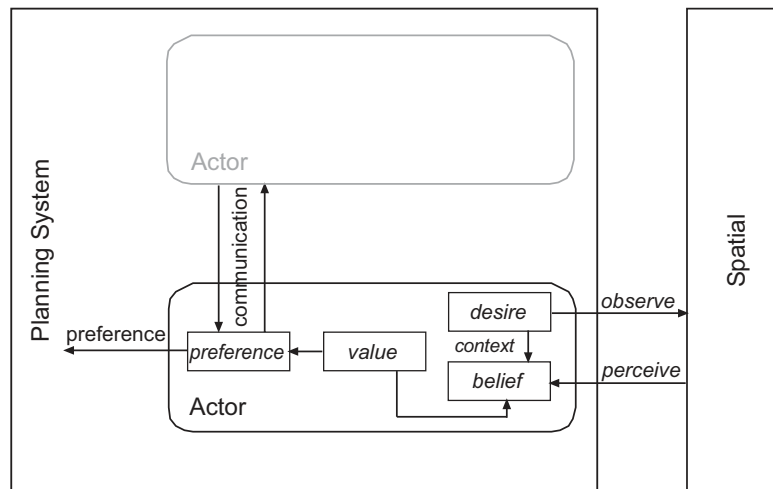 Actor
Planning System
communication
Spatial
desire
observe
preference
context
preference
value
belief
perceive
Actor